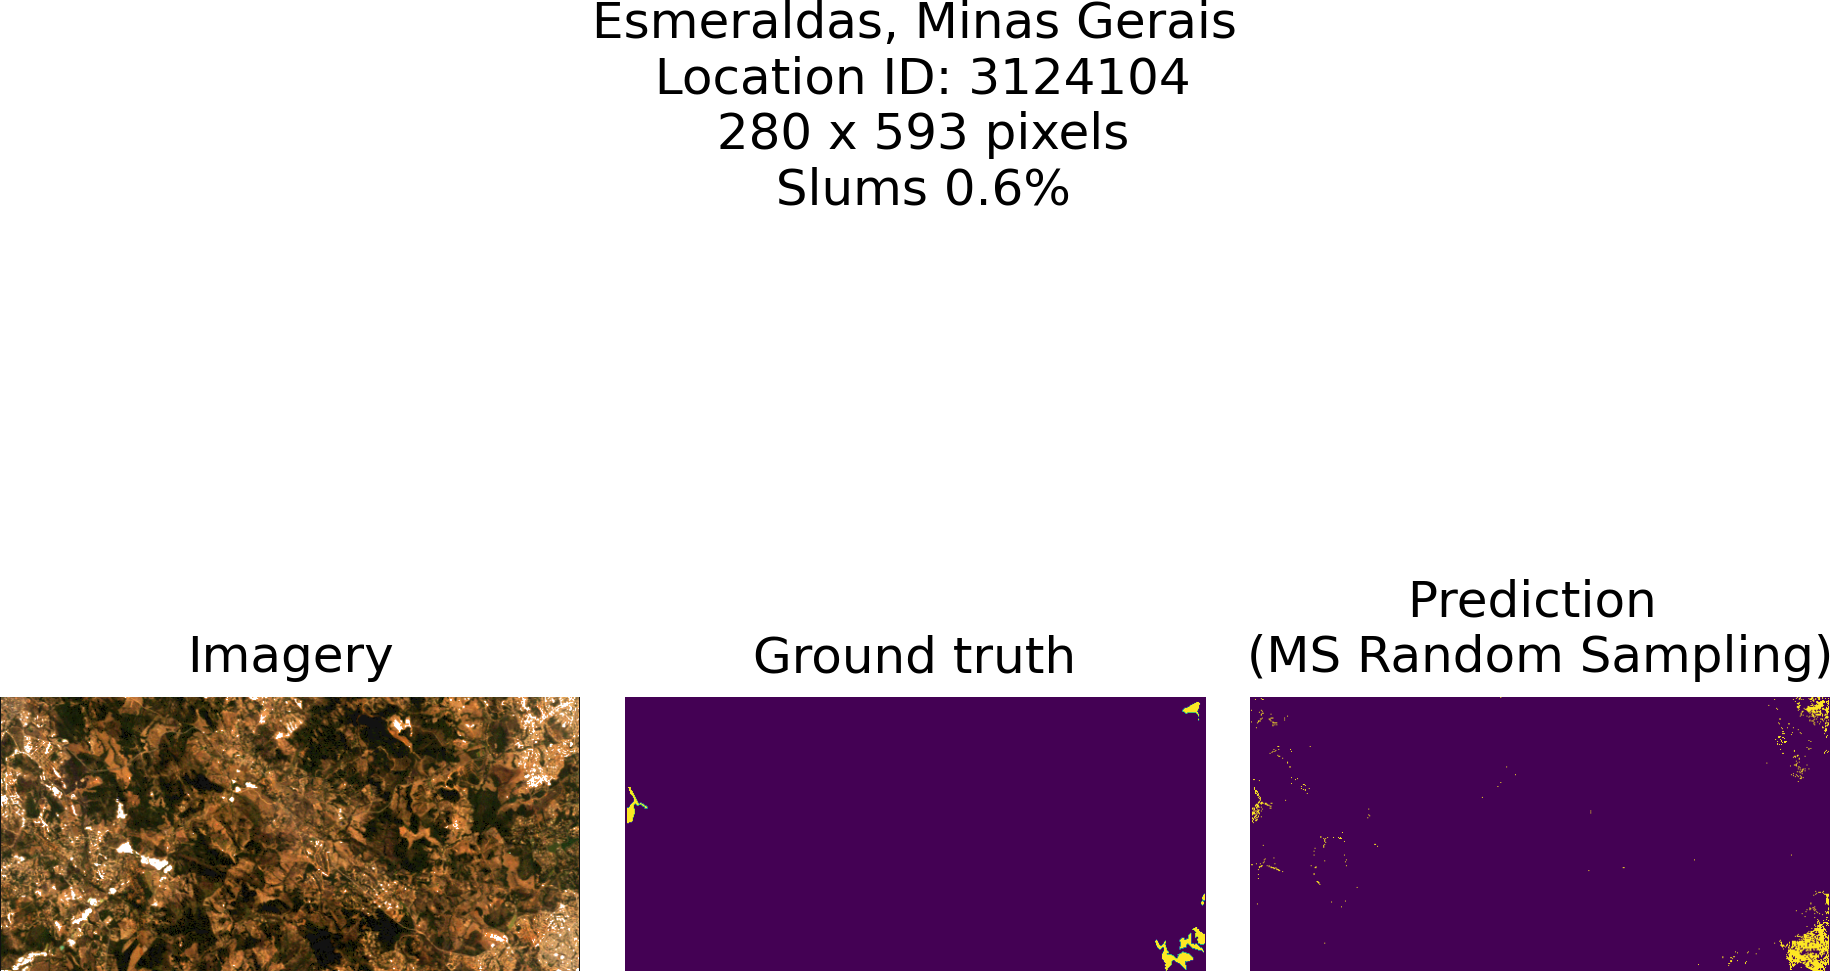 Esmeraldas, Minas Gerais
Location ID: 3124104
280 x 593 pixels
Slums 0.6%
Imagery
Ground truth
Prediction
(MS Random Sampling)